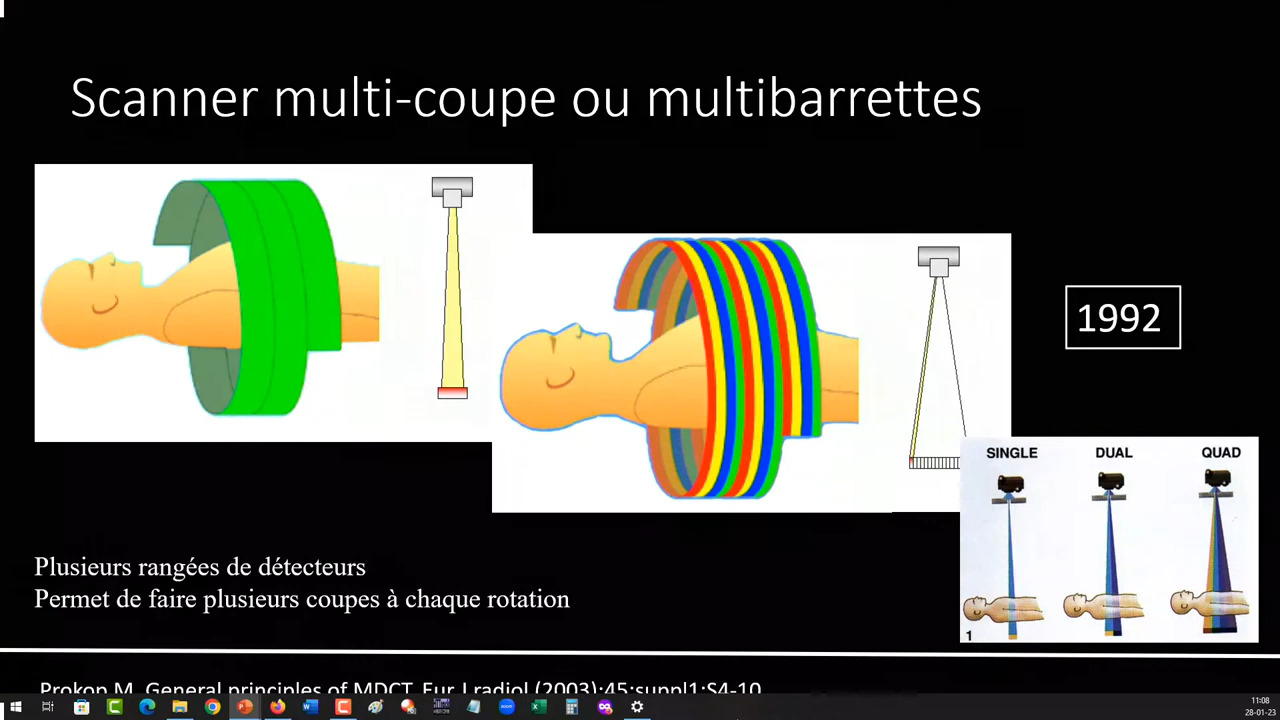 Scanner multi-coupe ou multibarrettes
1992
SINGLE DUAL QUAD
1
Plusieurs rangées de détecteurs
Permet de faire plusieurs coupes à chaque rotation
Prokop M. General principles of MDCT. Eur J radiol (2003);45;suppl1:S4-10
zoom
11:08
28-01-23